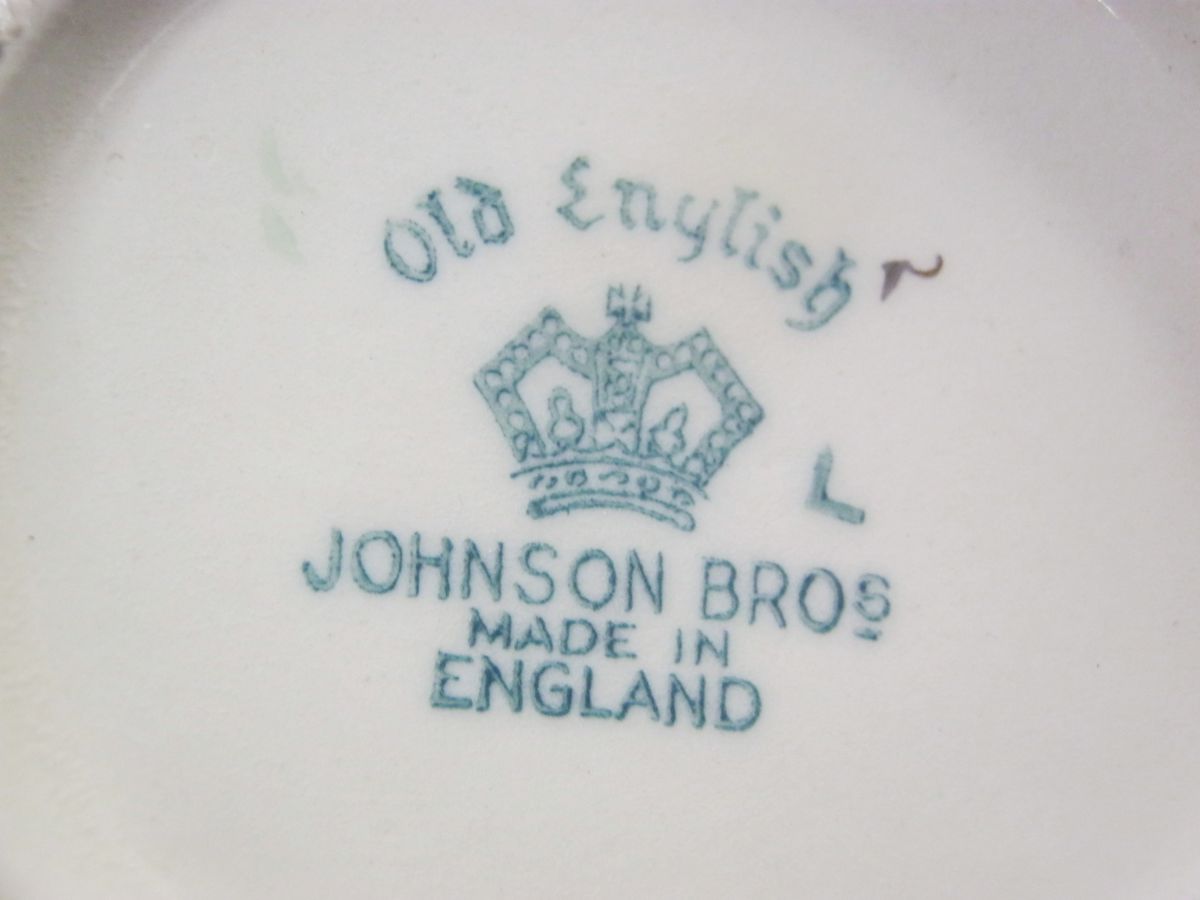 Old English
L
JOHNSON BROS
MADE IN
ENGLAND